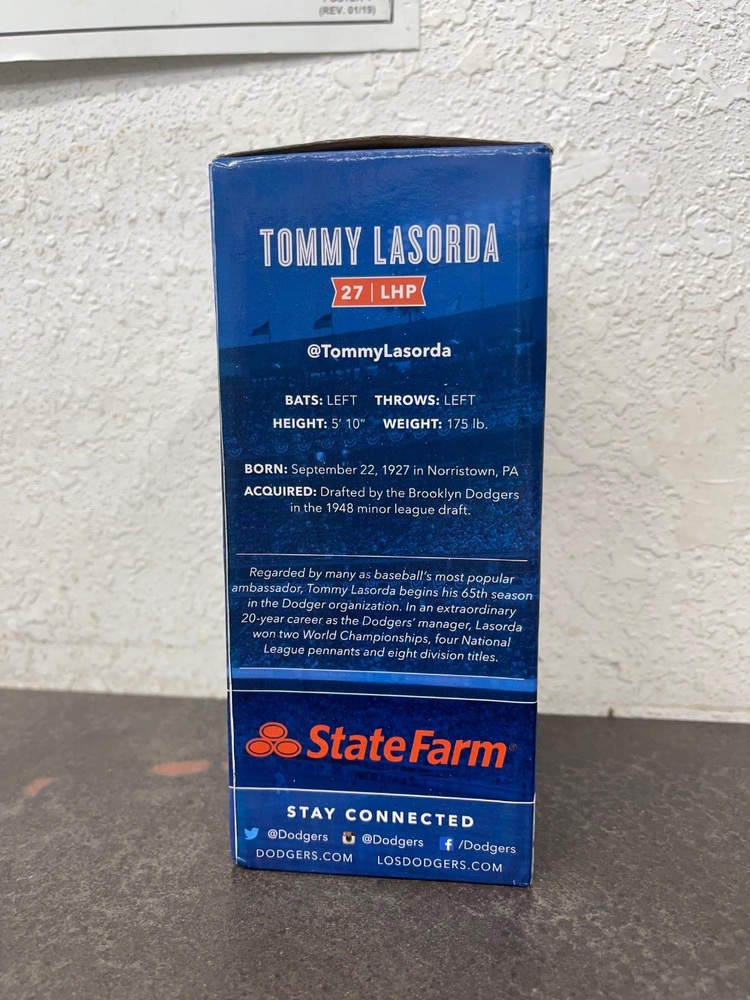 (REV. 01/19)
TOMMY LASORDA
27 | LHP
@TommyLasorda
BATS: LEFT THROWS: LEFT
HEIGHT: 5' 10" WEIGHT: 175 lb.
BORN: September 22, 1927 in Norristown, PA
ACQUIRED: Drafted by the Brooklyn Dodgers
in the 1948 minor league draft.
Regarded by many as baseball's most popular
ambassador, Tommy Lasorda begins his 65th season
in the Dodger organization. In an extraordinary
20-year career as the Dodgers' manager, Lasorda
won two World Championships, four National
League pennants and eight division titles.
StateFarm®
STAY CONNECTED
@Dodgers @Dodgers /Dodgers
DODGERS.COM LOSDODGERS.COM